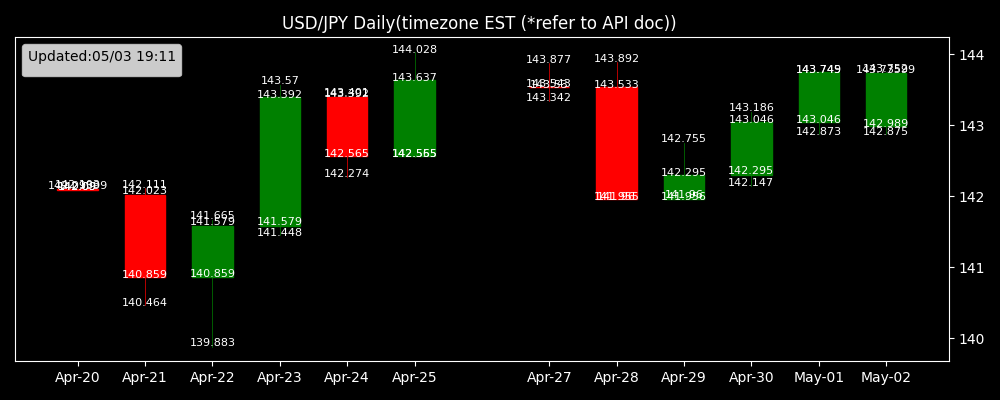 USD/JPY Daily(timezone EST (*refer to API doc))
Updated:05/03 19:11
144
143
142
141
140
142.111
142.023
140.859
140.464
141.665
141.579
140.859
139.883
143.57
143.392
141.579
141.448
142.565
142.274
144.028
143.637
142.565
143.877
143.342
143.892
143.533
142.755
142.295
143.186
143.046
142.295
142.147
143.046
142.873
142.989
142.875
Apr-20
Apr-21
Apr-22
Apr-23
Apr-24
Apr-25
Apr-27
Apr-28
Apr-29
Apr-30
May-01
May-02